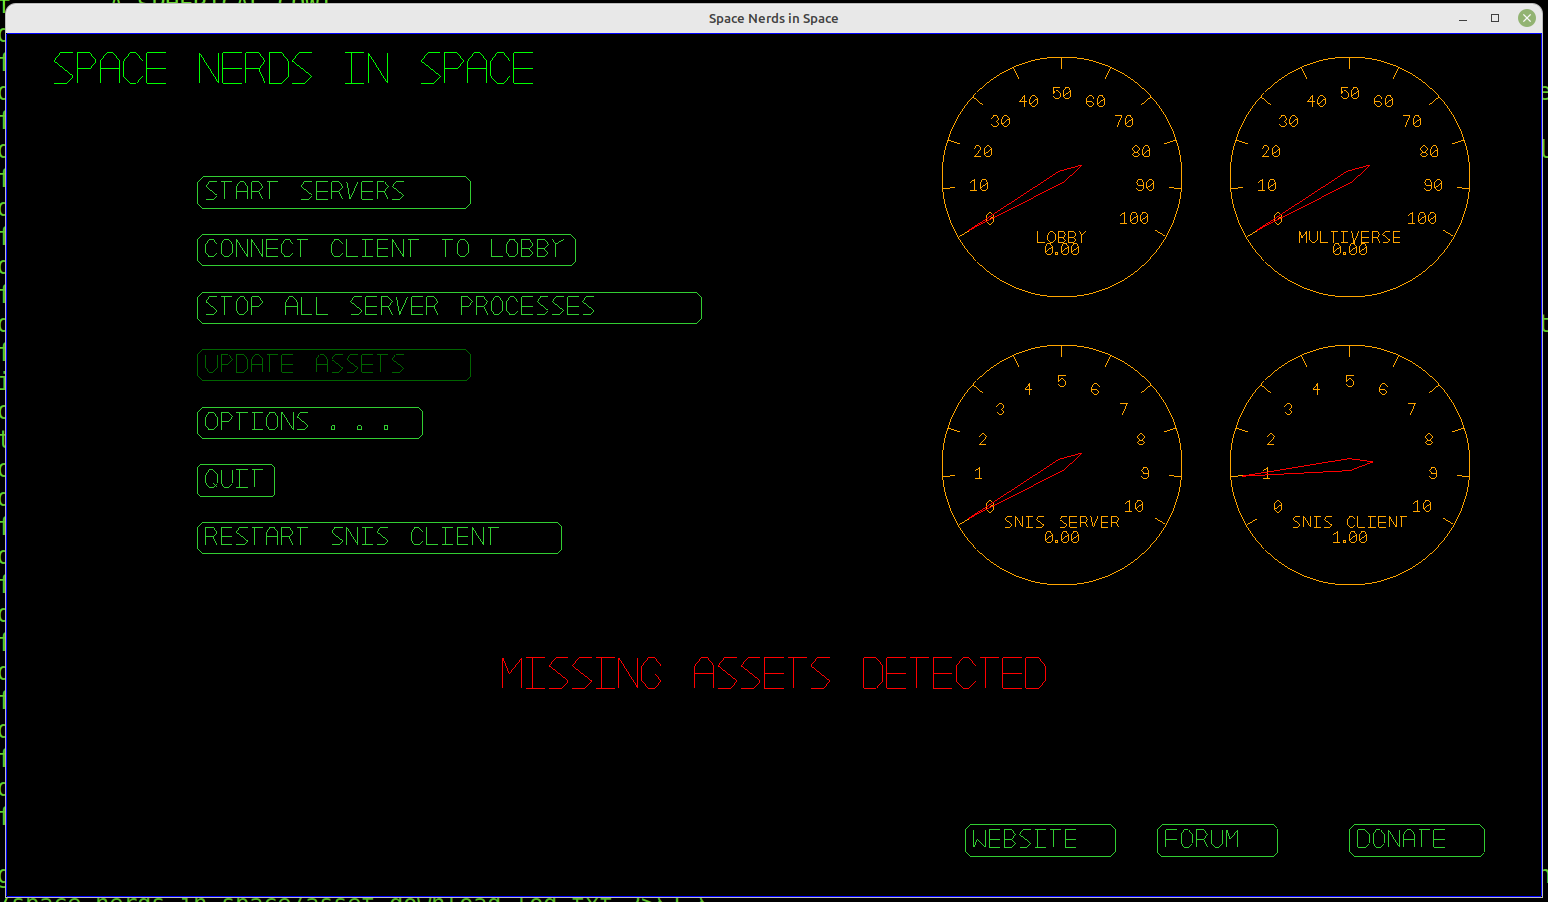 Space Nerds in Space
SPACE NERDS IN SPACE
START SERVERS
CONNECT CLIENT TO LOBBY
STOP ALL SERVER PROCESSES
UPDATE ASSETS
OPTIONS ...
QUIT
RESTART SNIS CLIENT
0 10 20 30 40 50 60 70 80 90 100
LOBBY
0.00
0 10 20 30 40 50 60 70 80 90 100
MULTIVERSE
0.00
0 1 2 3 4 5 6 7 8 9 10
SNIS SERVER
0.00
0 1 2 3 4 5 6 7 8 9 10
SNIS CLIENT
1.00
MISSING ASSETS DETECTED
WEBSITE
FORUM
DONATE